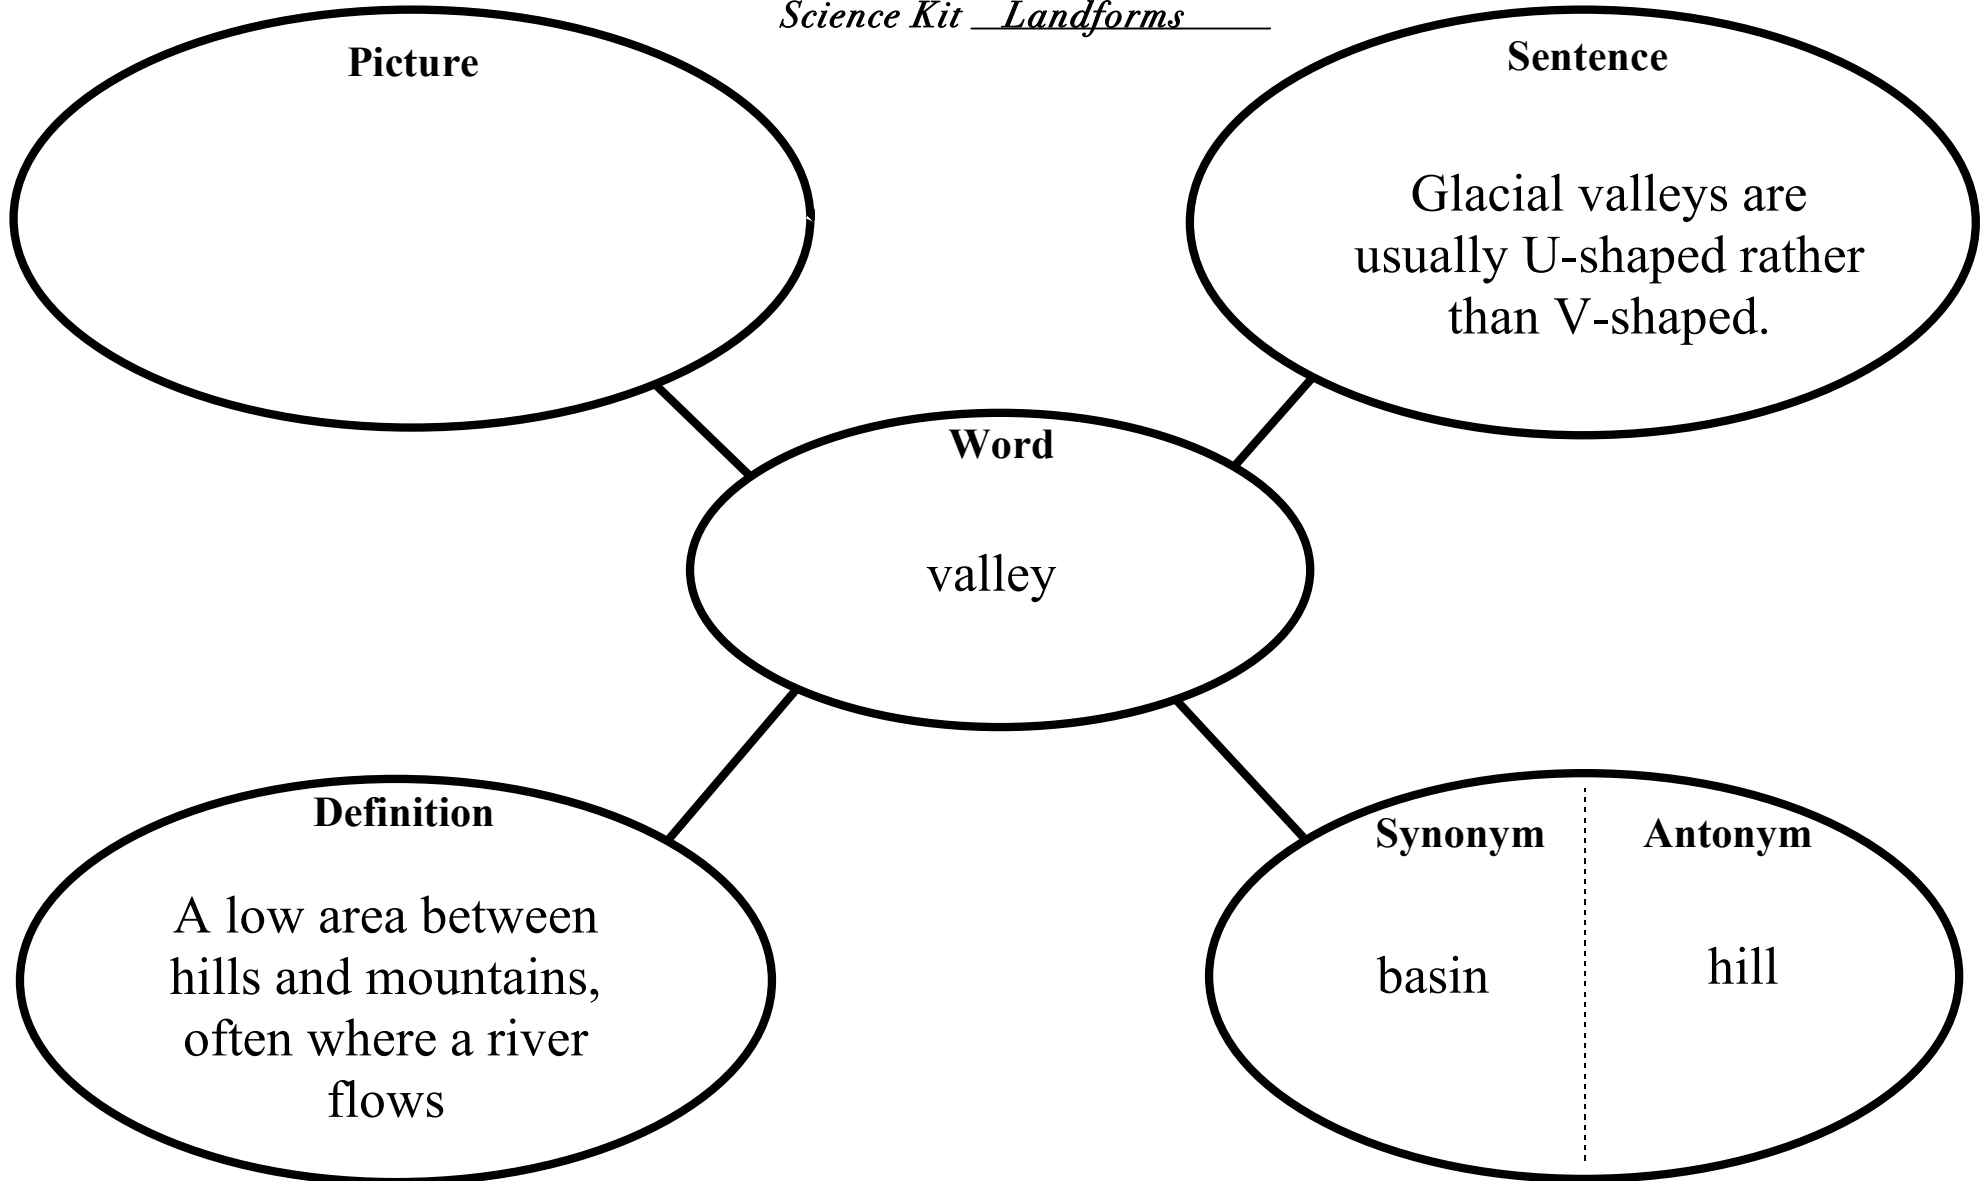 Science Kit Landforms
Picture
Sentence
Glacial valleys are
usually U-shaped rather
than V-shaped.
Word
valley
Definition
A low area between
hills and mountains,
often where a river
flows
Synonym
basin
Antonym
hill